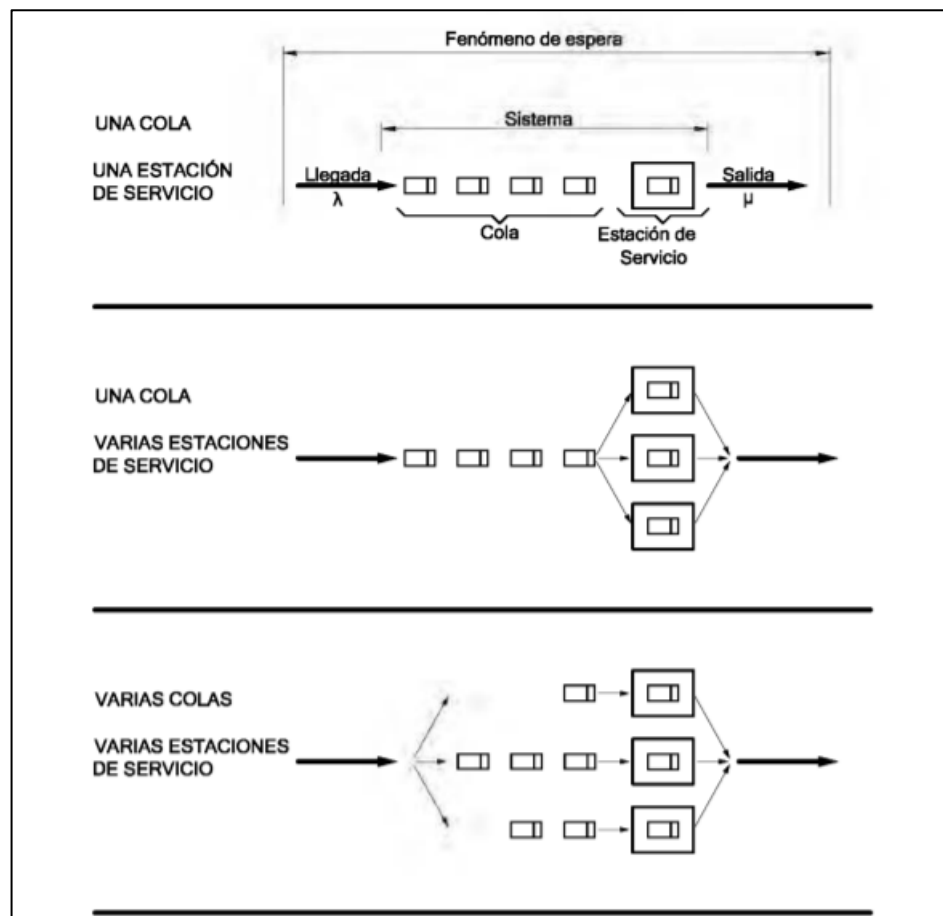 Fenómeno de espera
UNA COLA
Sistema
UNA ESTACIÓN
DE SERVICIO
Llegada
λ
Salida
μ
Cola
Estación de
Servicio
UNA COLA
VARIAS ESTACIONES
DE SERVICIO
VARIAS COLAS
VARIAS ESTACIONES
DE SERVICIO